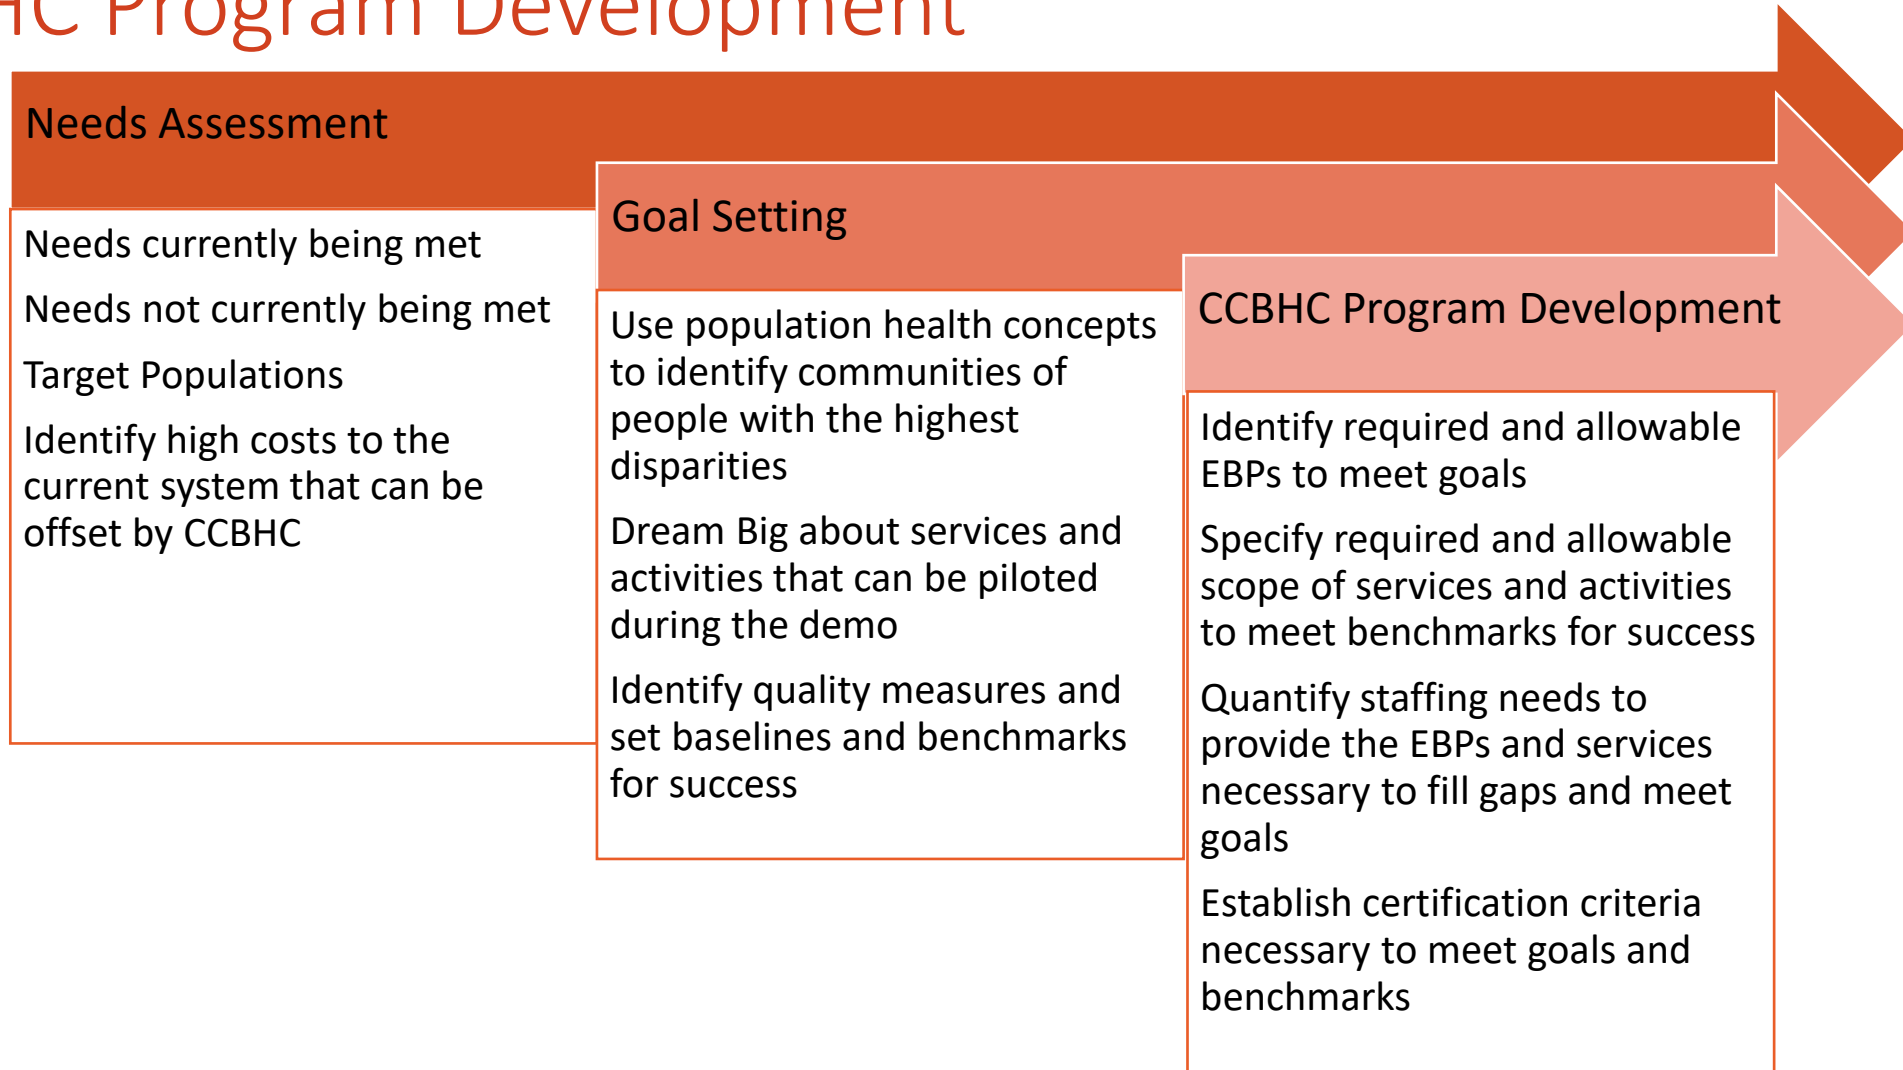 HC Program Development
Needs Assessment
Needs currently being met
Needs not currently being met
Target Populations
Identify high costs to the
current system that can be
offset by CCBHC
Goal Setting
Use population health concepts
to identify communities of
people with the highest
disparities
Dream Big about services and
activities that can be piloted
during the demo
Identify quality measures and
set baselines and benchmarks
for success
CCBHC Program Development
Identify required and allowable
EBPs to meet goals
Specify required and allowable
scope of services and activities
to meet benchmarks for success
Quantify staffing needs to
provide the EBPs and services
necessary to fill gaps and meet
goals
Establish certification criteria
necessary to meet goals and
benchmarks